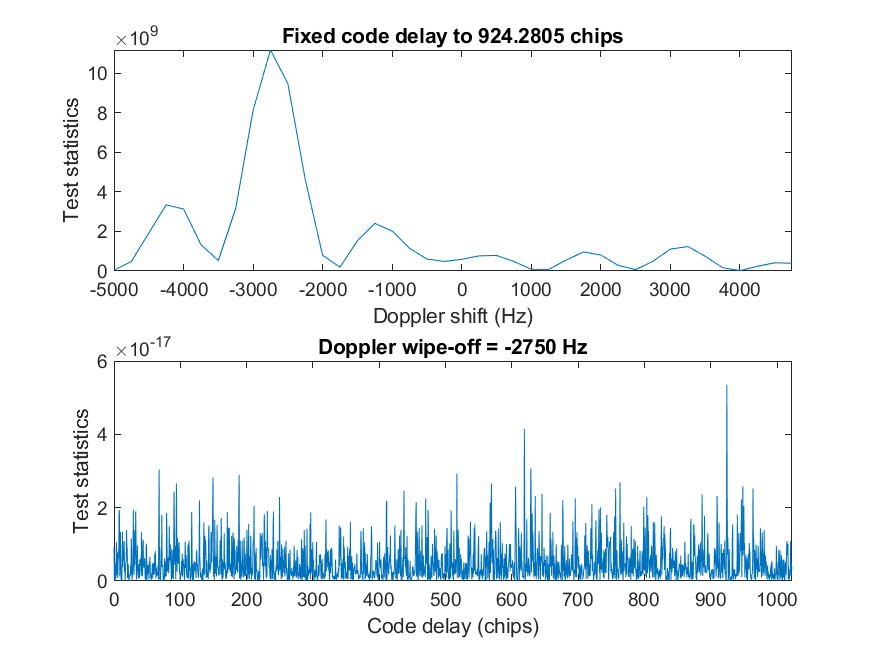 ×10^9
Fixed code delay to 924.2805 chips
10
8
6
4
2
0
Test statistics
-5000 -4000 -3000 -2000 -1000 0 1000 2000 3000 4000
Doppler shift (Hz)
×10^-17
Doppler wipe-off = -2750 Hz
6
4
2
0
Test statistics
0 100 200 300 400 500 600 700 800 900 1000
Code delay (chips)